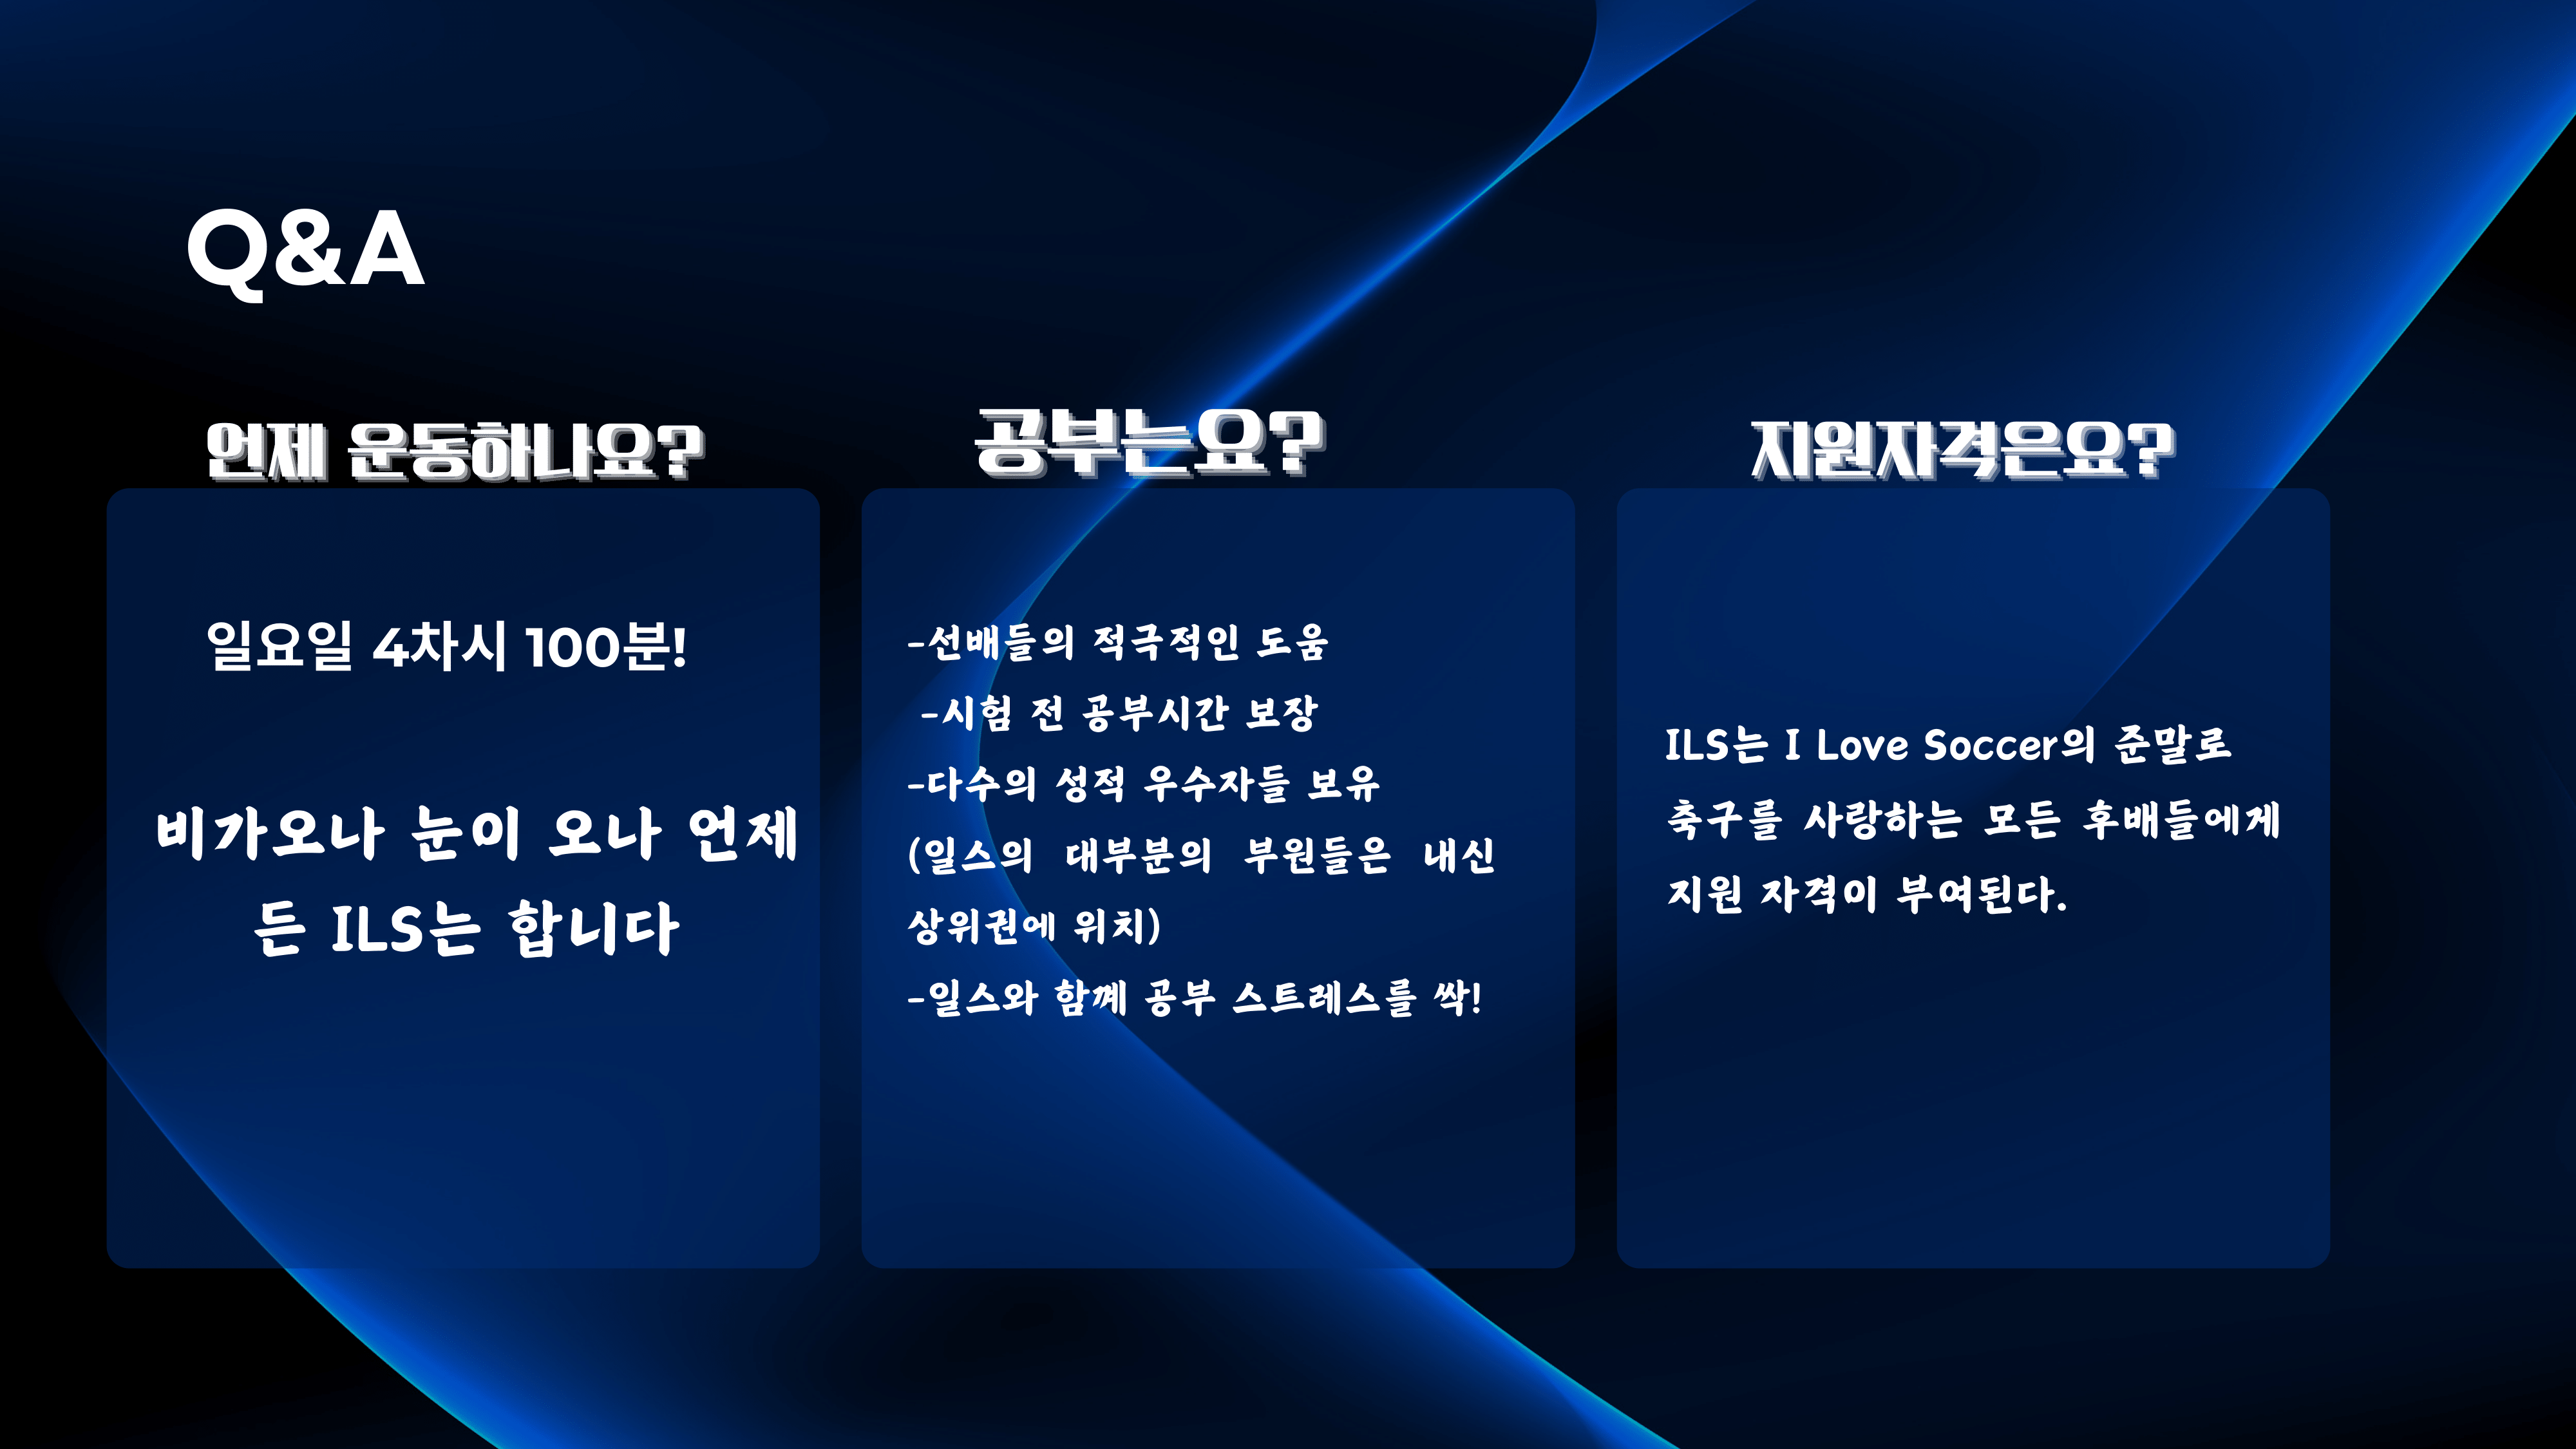 Q&A
언제 운동하나요?
일요일 4차시 100분!
비가오나 눈이 오나 언제
든 ILS는 합니다
공부는요?
-선배들의 적극적인 도움
-시험 전 공부시간 보장
-다수의 성적 우수자들 보유
(일스의 대부분의 부원들은 내신
상위권에 위치)
-일스와 함께 공부 스트레스를 싹!
지원자격은요?
ILS는 I Love Soccer의 준말로
축구를 사랑하는 모든 후배들에게
지원 자격이 부여된다.